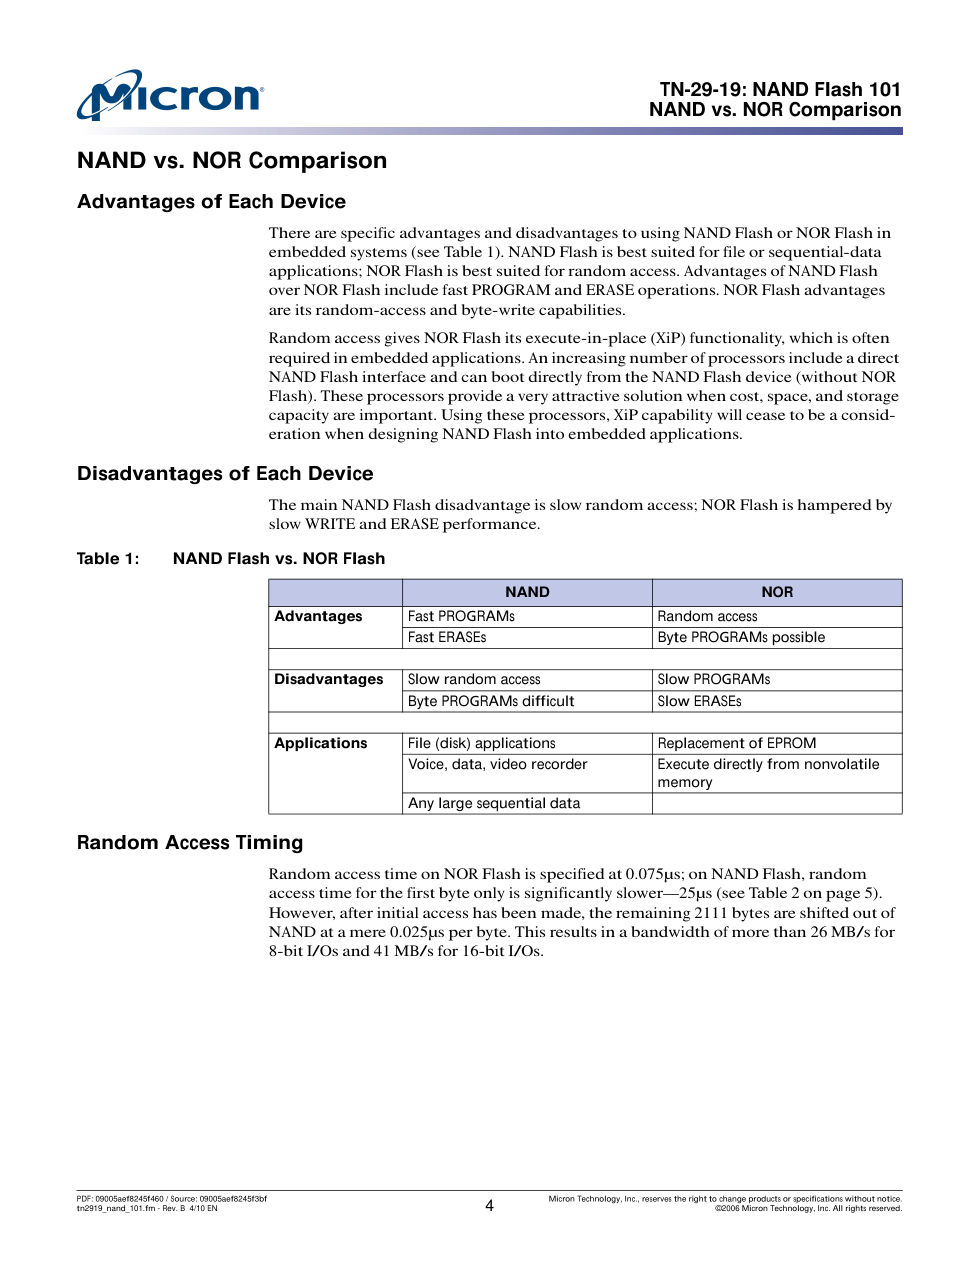 Micron®
TN-29-19: NAND Flash 101
NAND vs. NOR Comparison
NAND vs. NOR Comparison
Advantages of Each Device
There are specific advantages and disadvantages to using NAND Flash or NOR Flash in
embedded systems (see Table 1). NAND Flash is best suited for file or sequential-data
applications; NOR Flash is best suited for random access. Advantages of NAND Flash
over NOR Flash include fast PROGRAM and ERASE operations. NOR Flash advantages
are its random-access and byte-write capabilities.
Random access gives NOR Flash its execute-in-place (XiP) functionality, which is often
required in embedded applications. An increasing number of processors include a direct
NAND Flash interface and can boot directly from the NAND Flash device (without NOR
Flash). These processors provide a very attractive solution when cost, space, and storage
capacity are important. Using these processors, XiP capability will cease to be a consid-
eration when designing NAND Flash into embedded applications.
Disadvantages of Each Device
The main NAND Flash disadvantage is slow random access; NOR Flash is hampered by
slow WRITE and ERASE performance.
Table 1: NAND Flash vs. NOR Flash
NAND NOR
Advantages Fast PROGRAMs Random access
Fast ERASEs Byte PROGRAMs possible
Disadvantages Slow random access Slow PROGRAMs
Byte PROGRAMs difficult Slow ERASEs
Applications File (disk) applications Replacement of EPROM
Voice, data, video recorder Execute directly from nonvolatile
memory
Any large sequential data
Random Access Timing
Random access time on NOR Flash is specified at 0.075µs; on NAND Flash, random
access time for the first byte only is significantly slower—25µs (see Table 2 on page 5).
However, after initial access has been made, the remaining 2111 bytes are shifted out of
NAND at a mere 0.025µs per byte. This results in a bandwidth of more than 26 MB/s for
8-bit I/Os and 41 MB/s for 16-bit I/Os.
PDF: 09005aef8245f460 / Source: 09005aef8245f3bf
tn2919_nand_101.fm - Rev. B 4/10 EN
4
Micron Technology, Inc., reserves the right to change products or specifications without notice.
©2006 Micron Technology, Inc. All rights reserved.